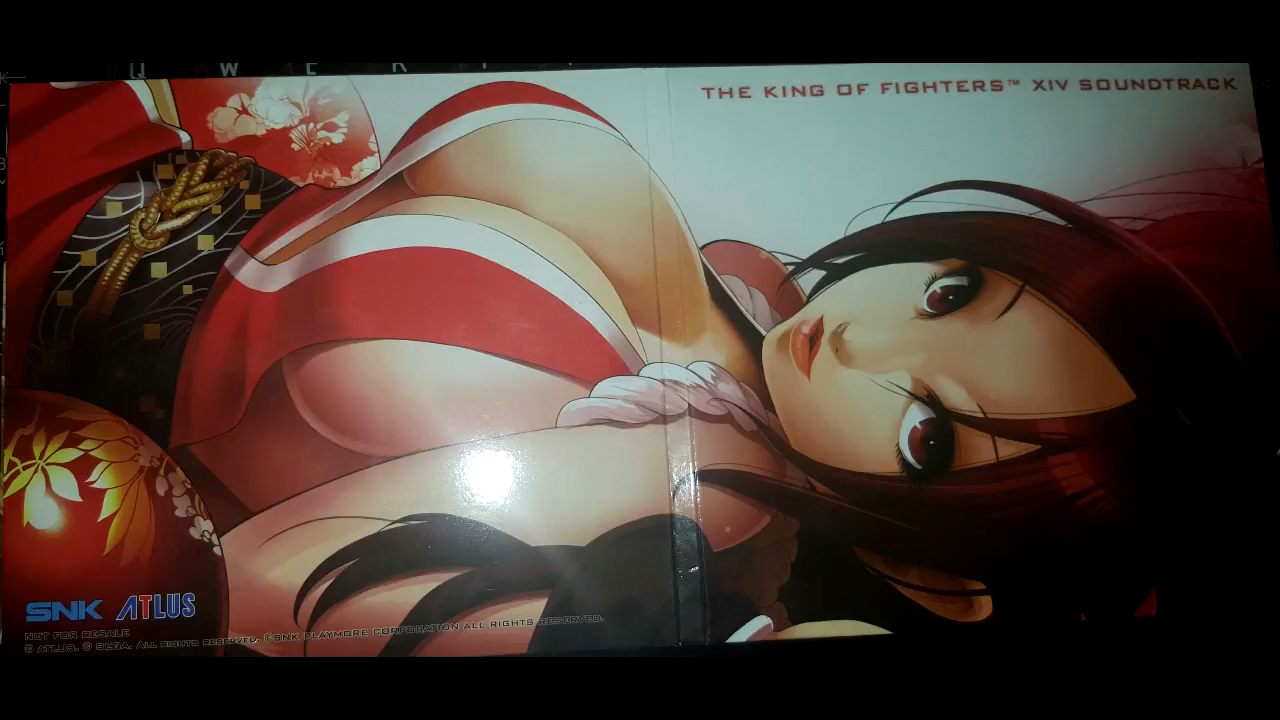 Q W E R
THE KING OF FIGHTERS™ XIV SOUNDTRACK
SNK ATLUS
NOT FOR RESALE
© ATLUS. © SEGA. ALL RIGHTS RESERVED. ©SNK PLAYMORE CORPORATION ALL RIGHTS RESERVED.